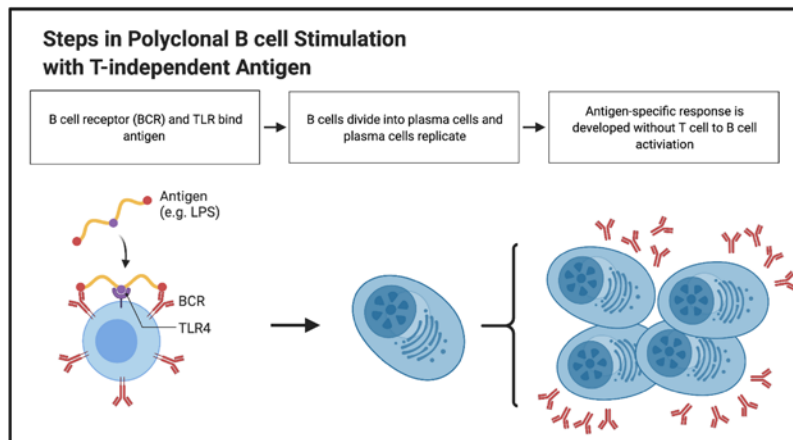 Steps in Polyclonal B cell Stimulation
with T-independent Antigen
B cell receptor (BCR) and TLR bind
antigen
B cells divide into plasma cells and
plasma cells replicate
Antigen-specific response is
developed without T cell to B cell
activiation
Antigen
(e.g. LPS)
BCR
TLR4